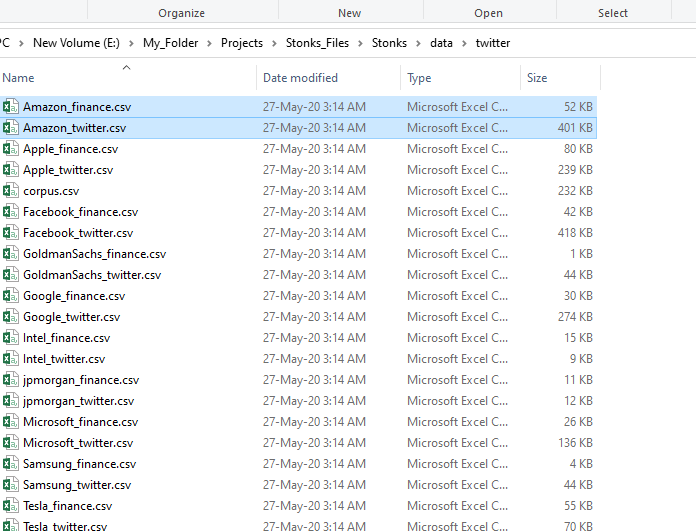 Organize New Open Select
PC > New Volume (E:) > My_Folder > Projects > Stonks_Files > Stonks > data > twitter
Name Date modified Type Size
Amazon_finance.csv 27-May-20 3:14 AM Microsoft Excel C... 52 KB
Amazon_twitter.csv 27-May-20 3:14 AM Microsoft Excel C... 401 KB
Apple_finance.csv 27-May-20 3:14 AM Microsoft Excel C... 80 KB
Apple_twitter.csv 27-May-20 3:14 AM Microsoft Excel C... 239 KB
corpus.csv 27-May-20 3:14 AM Microsoft Excel C... 232 KB
Facebook_finance.csv 27-May-20 3:14 AM Microsoft Excel C... 42 KB
Facebook_twitter.csv 27-May-20 3:14 AM Microsoft Excel C... 418 KB
GoldmanSachs_finance.csv 27-May-20 3:14 AM Microsoft Excel C... 1 KB
GoldmanSachs_twitter.csv 27-May-20 3:14 AM Microsoft Excel C... 44 KB
Google_finance.csv 27-May-20 3:14 AM Microsoft Excel C... 30 KB
Google_twitter.csv 27-May-20 3:14 AM Microsoft Excel C... 274 KB
Intel_finance.csv 27-May-20 3:14 AM Microsoft Excel C... 15 KB
Intel_twitter.csv 27-May-20 3:14 AM Microsoft Excel C... 9 KB
jpmorgan_finance.csv 27-May-20 3:14 AM Microsoft Excel C... 11 KB
jpmorgan_twitter.csv 27-May-20 3:14 AM Microsoft Excel C... 12 KB
Microsoft_finance.csv 27-May-20 3:14 AM Microsoft Excel C... 26 KB
Microsoft_twitter.csv 27-May-20 3:14 AM Microsoft Excel C... 136 KB
Samsung_finance.csv 27-May-20 3:14 AM Microsoft Excel C... 4 KB
Samsung_twitter.csv 27-May-20 3:14 AM Microsoft Excel C... 44 KB
Tesla_finance.csv 27-May-20 3:14 AM Microsoft Excel C... 55 KB
Tesla_twitter.csv 27-May-20 3:14 AM Microsoft Excel C... 70 KB